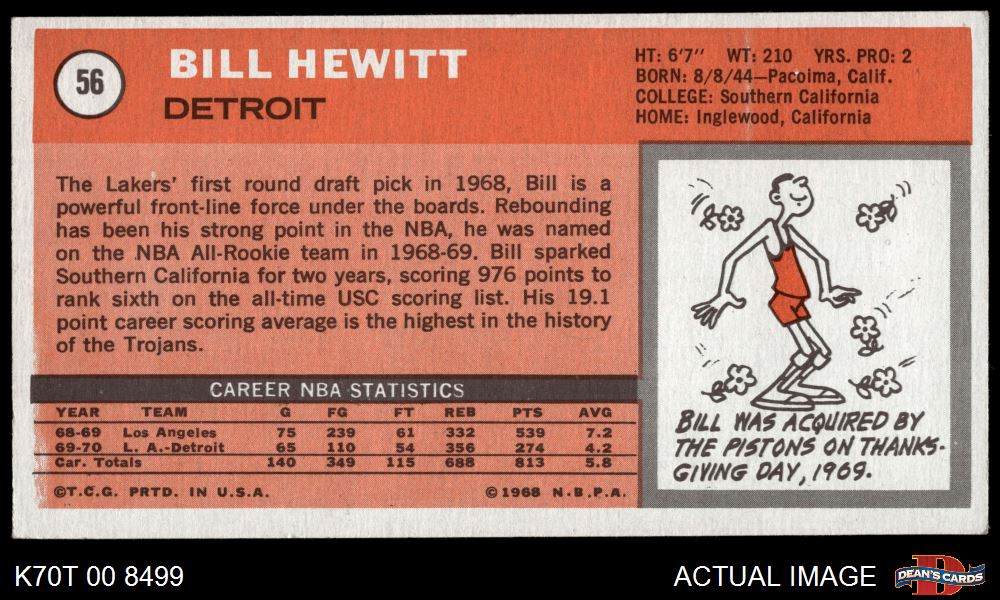 56
BILL HEWITT
DETROIT
HT: 6'7" WT: 210 YRS. PRO: 2
BORN: 8/8/44—Pacoima, Calif.
COLLEGE: Southern California
HOME: Inglewood, California
The Lakers' first round draft pick in 1968, Bill is a
powerful front-line force under the boards. Rebounding
has been his strong point in the NBA, he was named
on the NBA All-Rookie team in 1968-69. Bill sparked
Southern California for two years, scoring 976 points to
rank sixth on the all-time USC scoring list. His 19.1
point career scoring average is the highest in the history
of the Trojans.
CAREER NBA STATISTICS
YEAR TEAM G FG FT REB PTS AVG
68-69 Los Angeles 75 239 61 332 539 7.2
69-70 L. A.-Detroit 65 110 54 356 274 4.2
Car. Totals 140 349 115 688 813 5.8
©T.C.G. PRTD. IN U.S.A. ©1968 N.B.P.A.
BILL WAS ACQUIRED BY
THE PISTONS ON THANKS-
GIVING DAY, 1969.
K70T 00 8499
ACTUAL IMAGE
D
DEAN'S CARDS